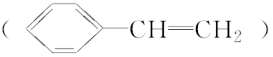 ( CH=CH₂ )